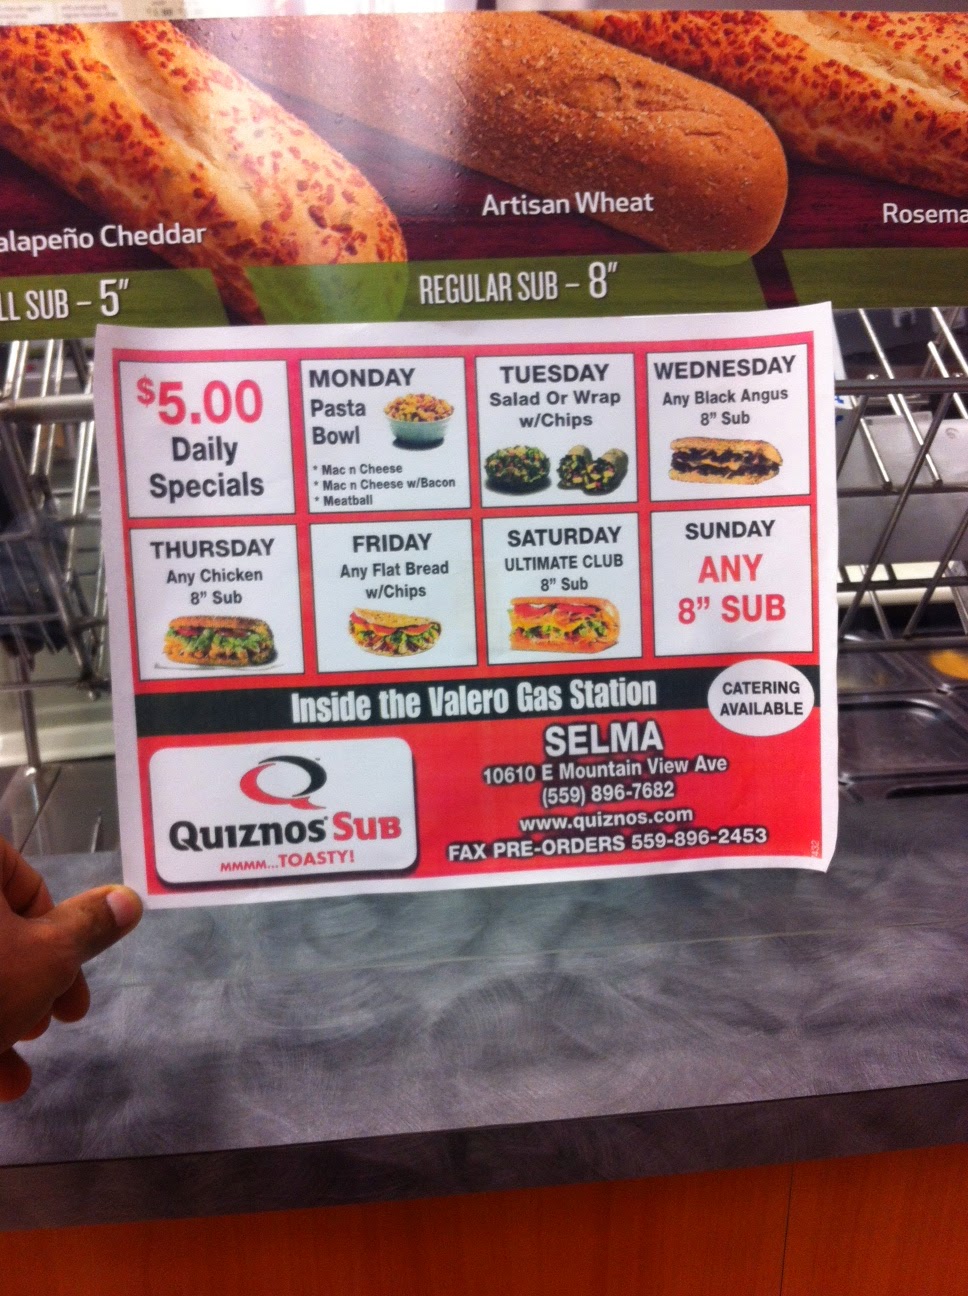 alapeño Cheddar
Artisan Wheat
Rosema
LL SUB – 5"
REGULAR SUB – 8"
$5.00
Daily
Specials
MONDAY
Pasta
Bowl
* Mac n Cheese
* Mac n Cheese w/Bacon
* Meatball
TUESDAY
Salad Or Wrap
w/Chips
WEDNESDAY
Any Black Angus
8" Sub
THURSDAY
Any Chicken
8" Sub
FRIDAY
Any Flat Bread
w/Chips
SATURDAY
ULTIMATE CLUB
8" Sub
SUNDAY
ANY
8" SUB
Inside the Valero Gas Station
CATERING
AVAILABLE
QUIZNOS SUB
MMMM...TOASTY!
SELMA
10610 E Mountain View Ave
(559) 896-7682
www.quiznos.com
FAX PRE-ORDERS 559-896-2453